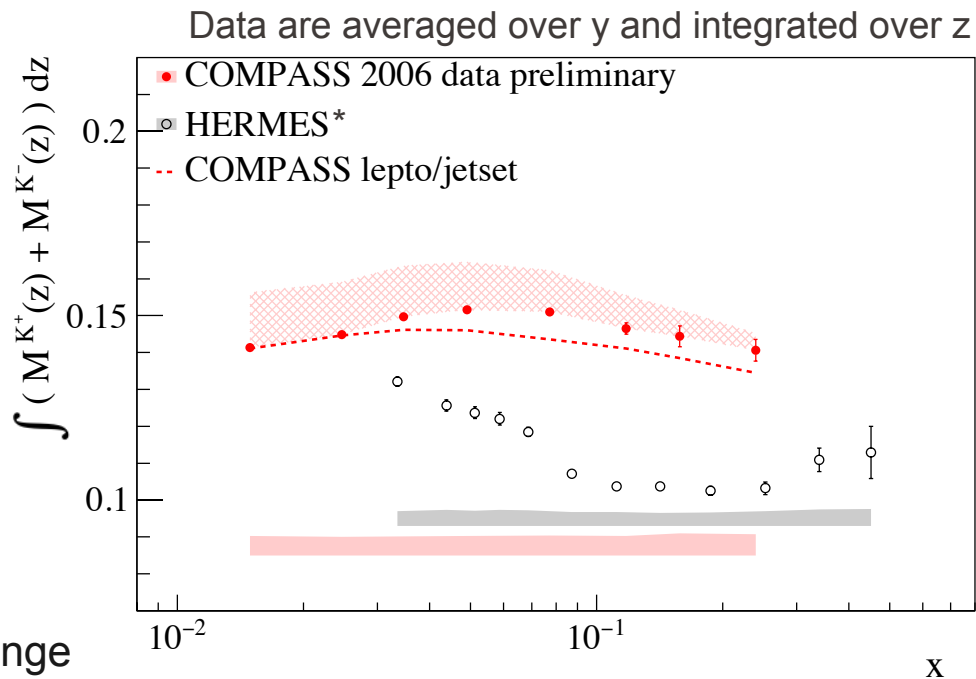 Data are averaged over y and integrated over z
COMPASS 2006 data preliminary
HERMES*
COMPASS lepto/jetset
∫ ( M^{K^+}(z) + M^{K^-}(z) ) dz
0.2
0.15
0.1
10^{-2}
10^{-1}
x
nge